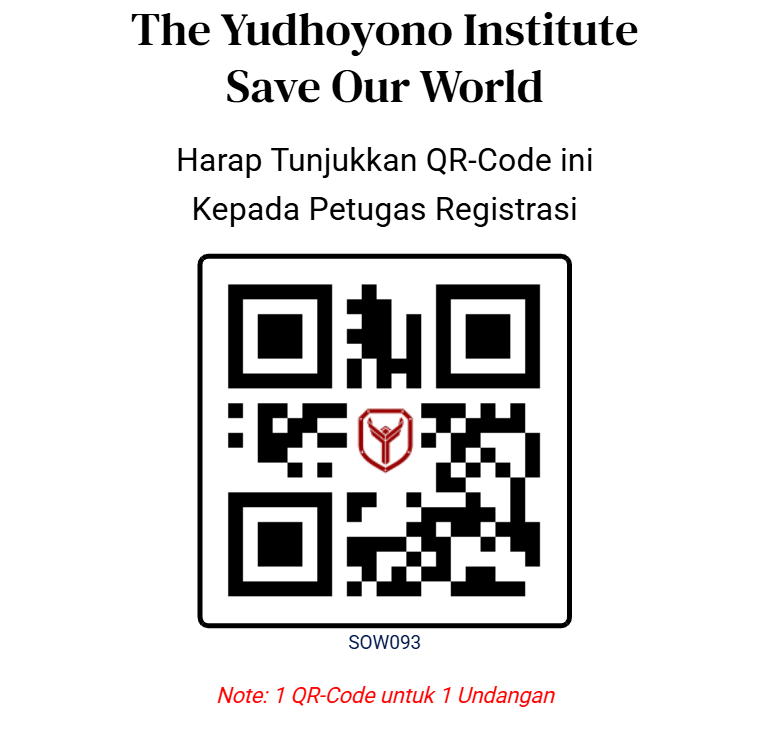 The Yudhoyono Institute
Save Our World
Harap Tunjukkan QR-Code ini
Kepada Petugas Registrasi
SOW093
Note: 1 QR-Code untuk 1 Undangan